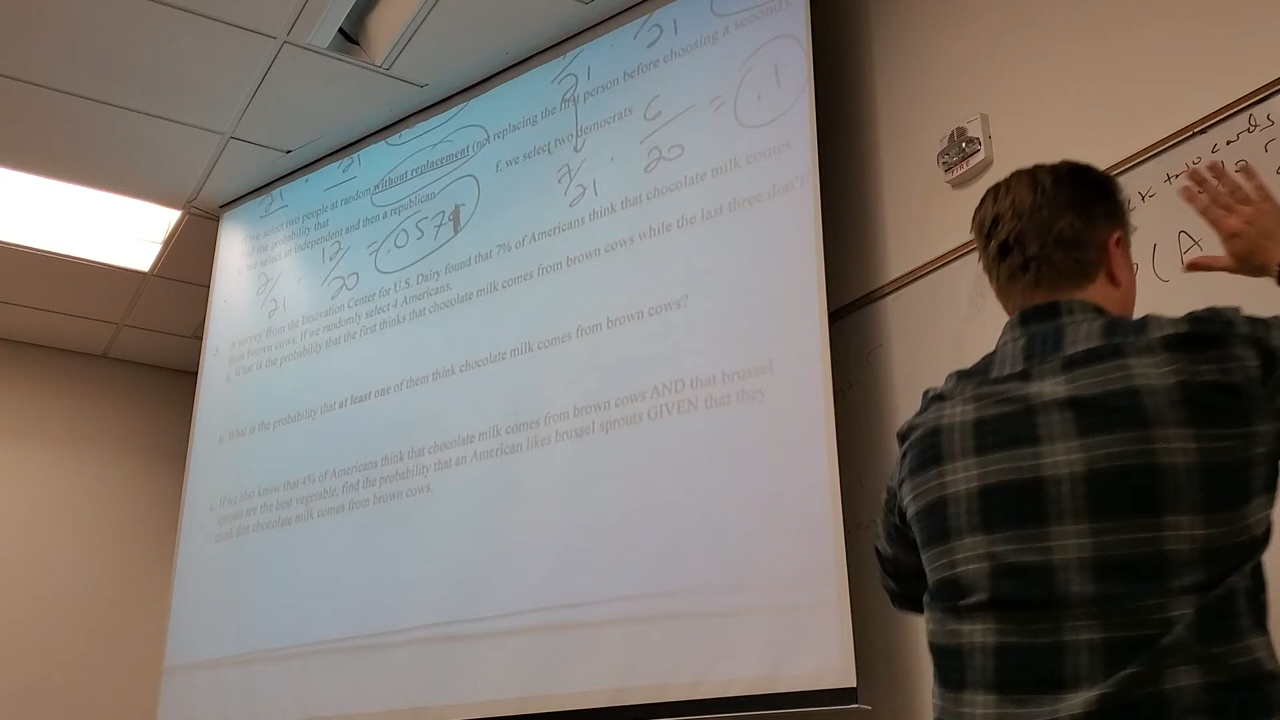 21
21
21
21
we select two people at random without replacement (not replacing the first person before choosing a second).
the probability that
we select an independent and then a republican
f. we select two democrats
2/21 · 12/20 = .0571
7/21 · 6/20 = .1
3. A survey from the Innovation Center for U.S. Dairy found that 7% of Americans think that chocolate milk comes
from brown cows. If we randomly select 4 Americans,
a. What is the probability that the first thinks that chocolate milk comes from brown cows while the last three don't?
b. What is the probability that at least one of them think chocolate milk comes from brown cows?
c. If we also know that 4% of Americans think that chocolate milk comes from brown cows AND that brussel
sprouts are the best vegetable, find the probability that an American likes brussel sprouts GIVEN that they
think that chocolate milk comes from brown cows.
FIRE
cards
(A